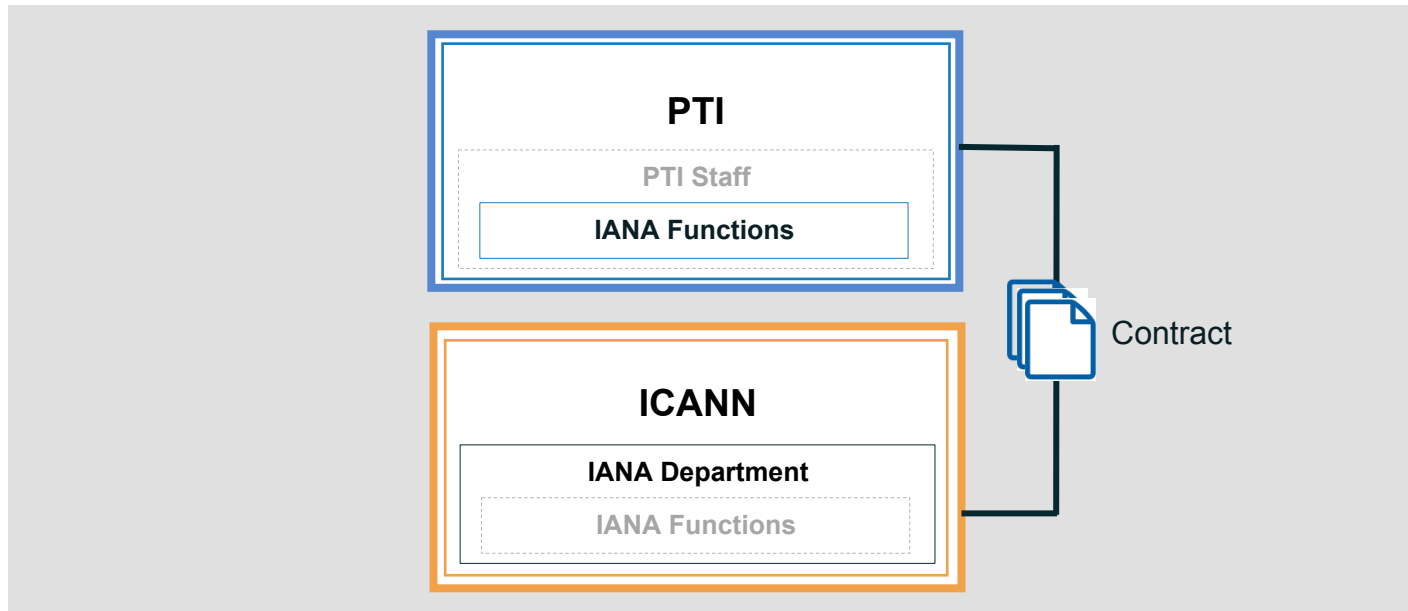 PTI
PTI Staff
IANA Functions
Contract
ICANN
IANA Department
IANA Functions